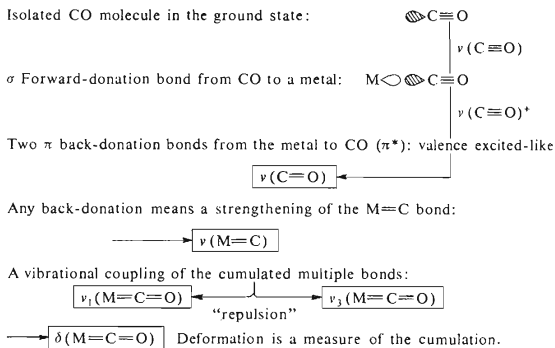 Isolated CO molecule in the ground state: C≡O
ν(C≡O)
σ Forward-donation bond from CO to a metal: M C≡O
ν(C≡O)⁺
Two π back-donation bonds from the metal to CO (π*): valence excited-like
ν(C=O)
Any back-donation means a strengthening of the M=C bond:
ν(M=C)
A vibrational coupling of the cumulated multiple bonds:
ν₁(M=C=O) ν₃(M=C=O)
“repulsion”
δ(M=C=O) Deformation is a measure of the cumulation.